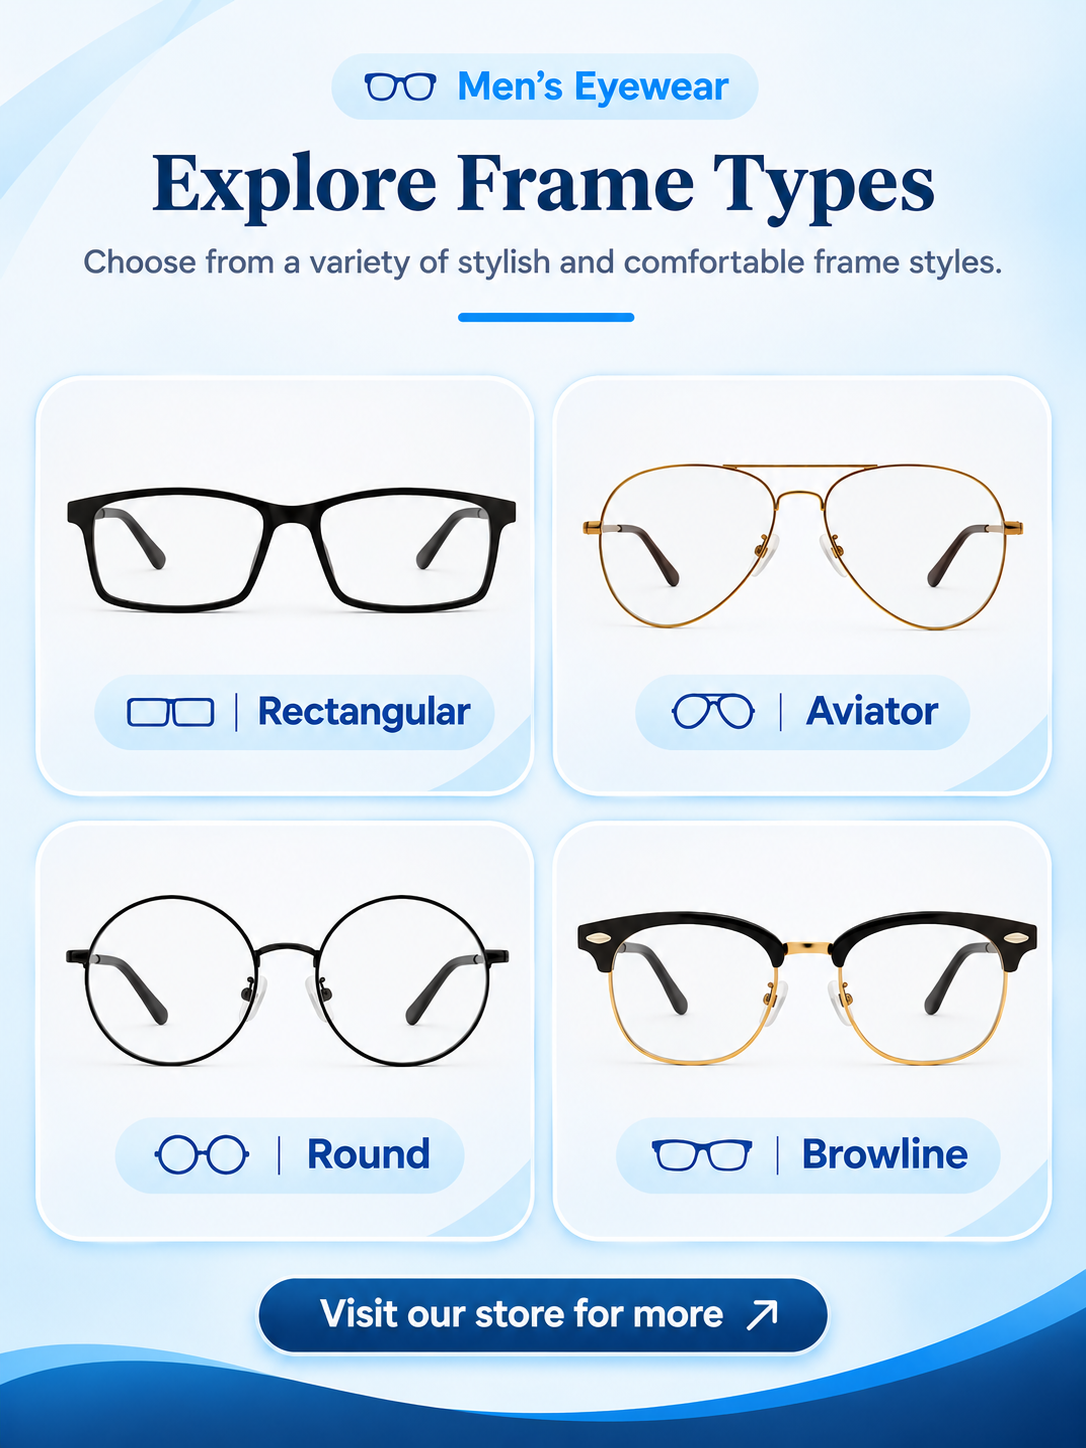 Men’s Eyewear
Explore Frame Types
Choose from a variety of stylish and comfortable frame styles.
Rectangular
Aviator
Round
Browline
Visit our store for more